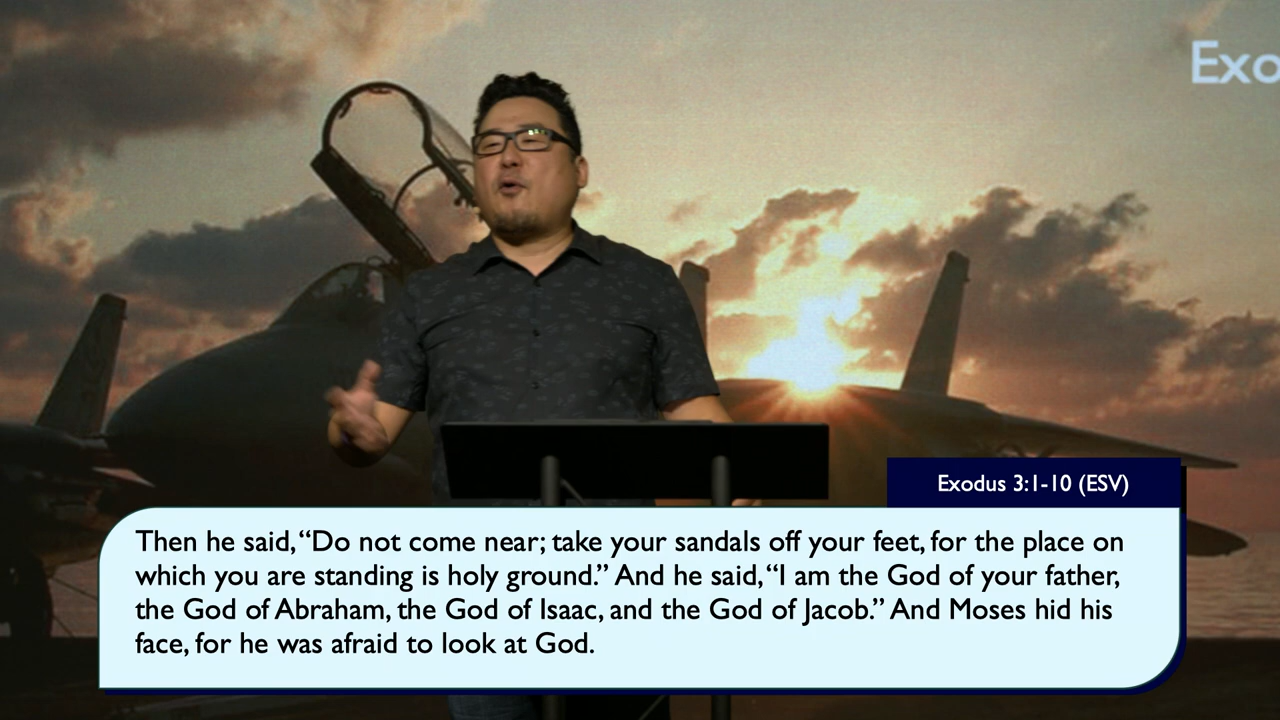 Exo
Exodus 3:1-10 (ESV)
Then he said, “Do not come near; take your sandals off your feet, for the place on
which you are standing is holy ground.” And he said, “I am the God of your father,
the God of Abraham, the God of Isaac, and the God of Jacob.” And Moses hid his
face, for he was afraid to look at God.